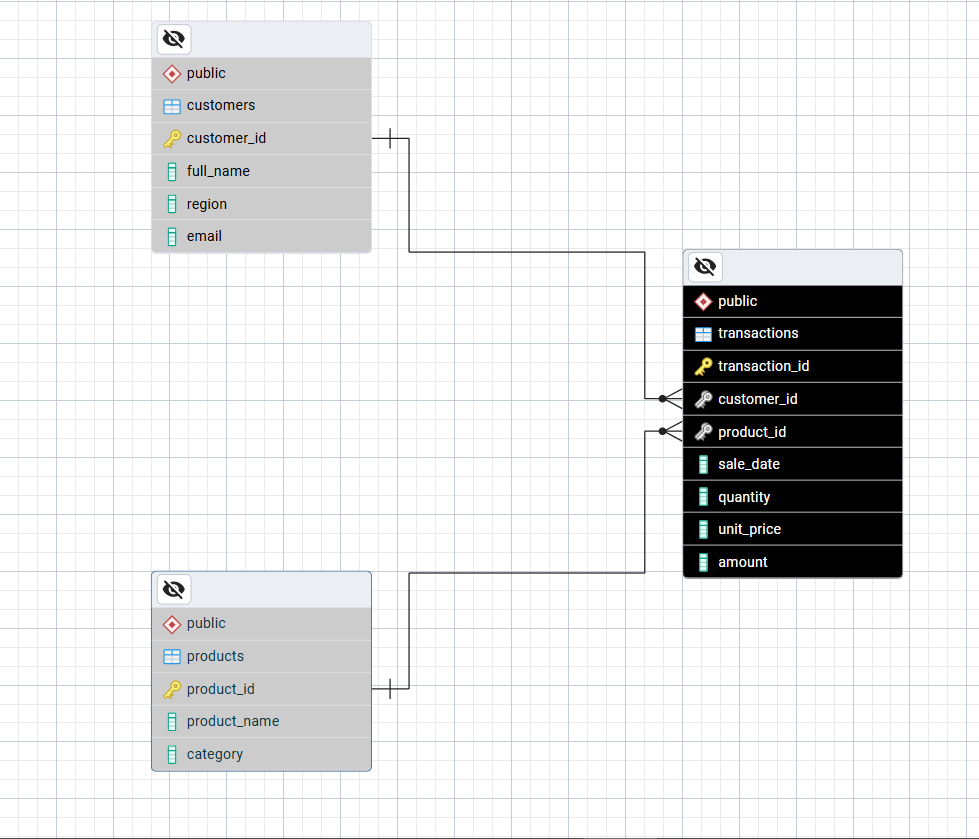 public
customers
customer_id
full_name
region
email
public
transactions
transaction_id
customer_id
product_id
sale_date
quantity
unit_price
amount
public
products
product_id
product_name
category